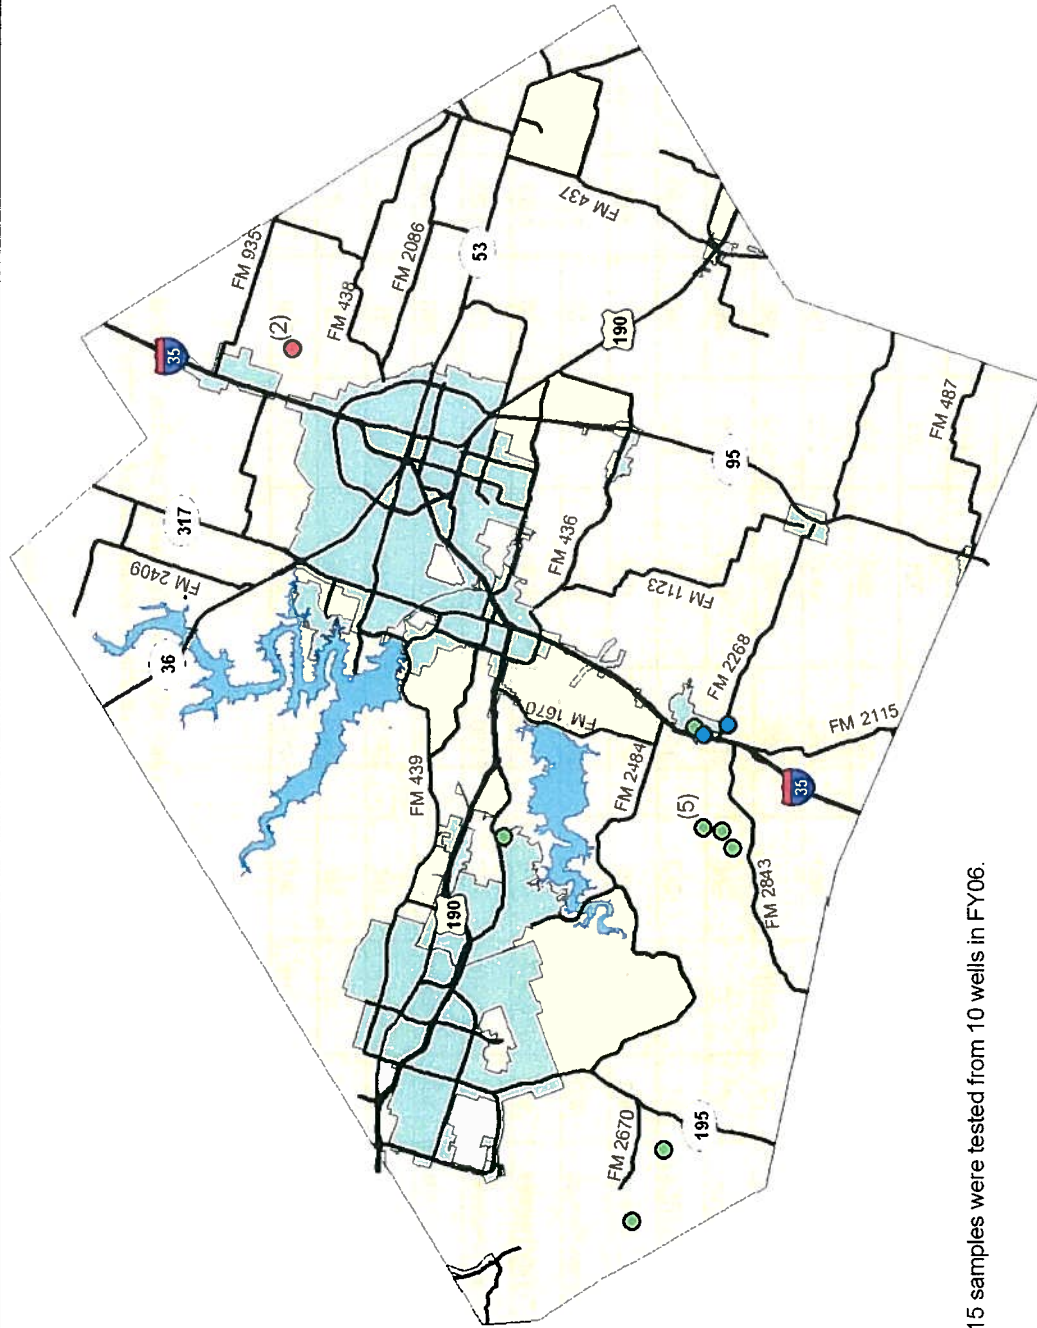 FM 935
35
(2)
FM 438
FM 2086
53
FM 437
317
FM 2409
36
190
FM 436
95
FM 487
FM 1123
FM 439
FM 1670
FM 2268
FM 2484
FM 2115
35
(5)
190
FM 2843
FM 2670
195
15 samples were tested from 10 wells in FY06.